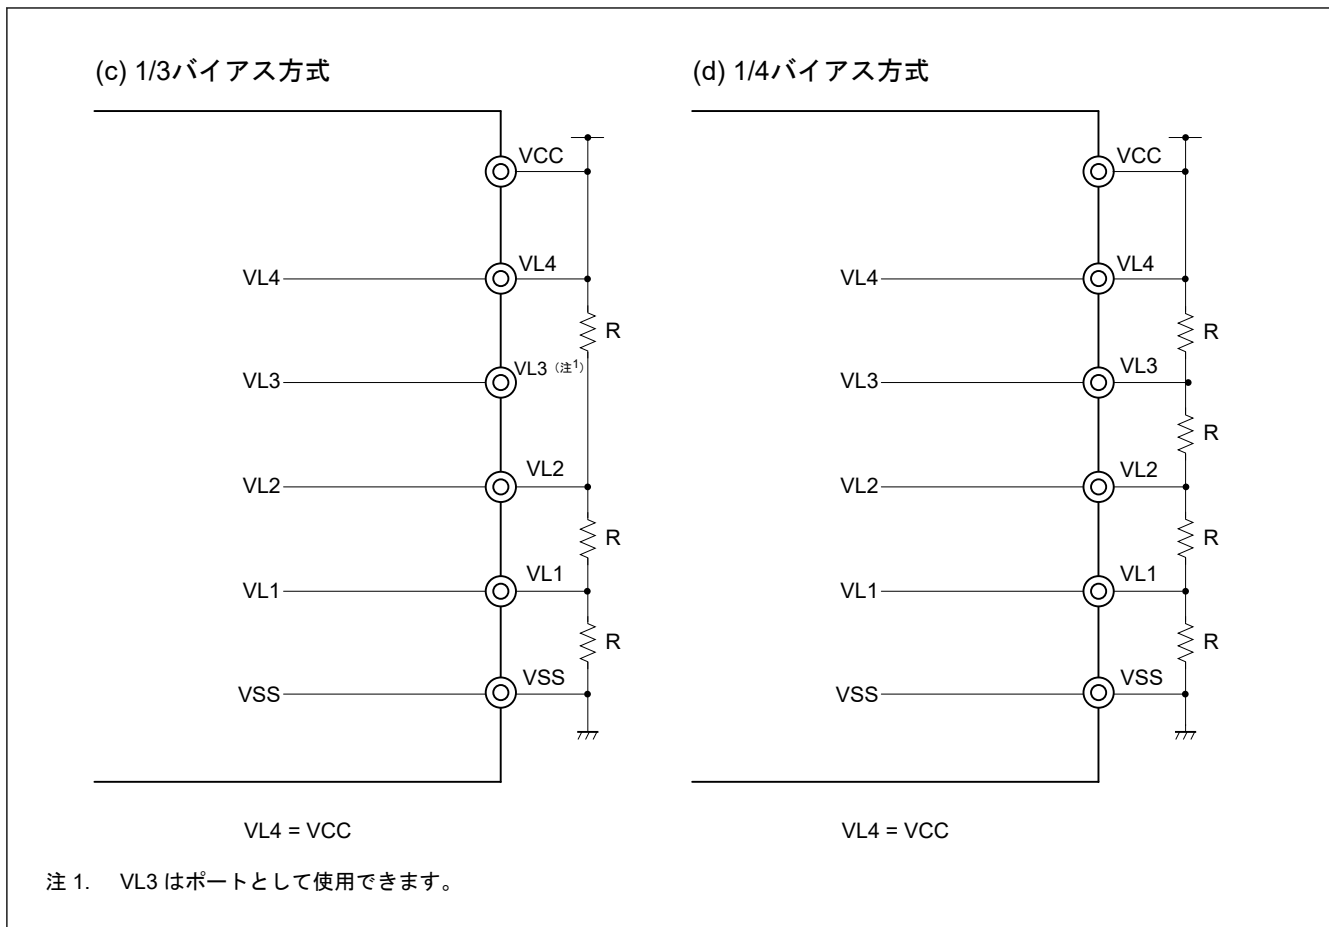 (c) 1/3バイアス方式
VCC
VL4
VL4
R
VL3
VL3（注1）
VL2
VL2
R
VL1
VL1
R
VSS
VSS
VL4 = VCC
(d) 1/4バイアス方式
VCC
VL4
VL4
R
VL3
VL3
R
VL2
VL2
R
VL1
VL1
R
VSS
VSS
VL4 = VCC
注 1. VL3 はポートとして使用できます。